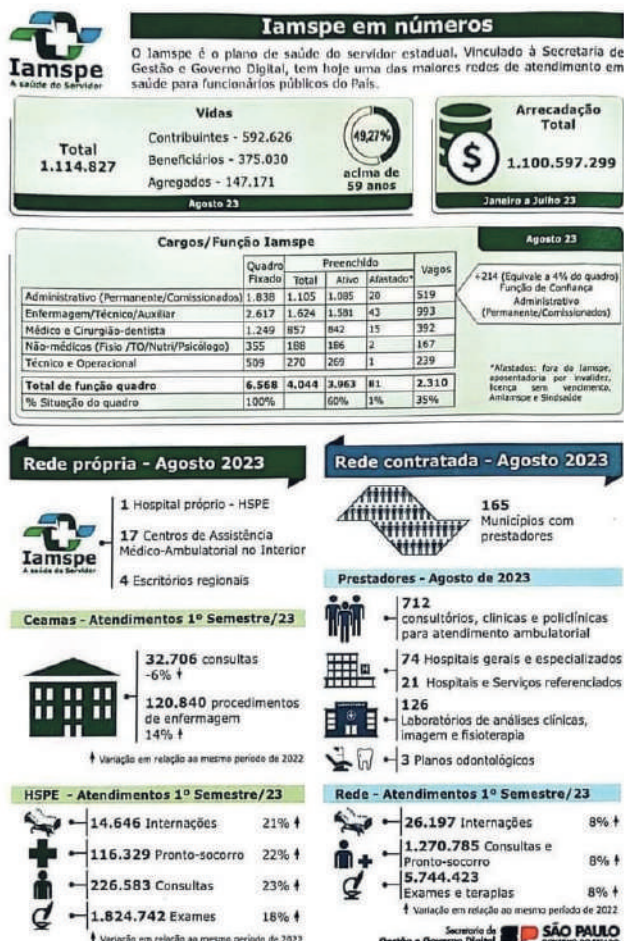 Iamspe
A saúde do Servidor
Iamspe em números
O Iamspe é o plano de saúde do servidor estadual. Vinculado à Secretaria de
Gestão e Governo Digital, tem hoje uma das maiores redes de atendimento em
saúde para funcionários públicos do País.
Vidas
Total
1.114.827
Contribuintes - 592.626
Beneficiários - 375.030
Agregados - 147.171
49,27%
acima de
59 anos
Agosto 23
Arrecadação
Total
$
1.100.597.299
Janeiro a Julho 23
Cargos/Função Iamspe
Agosto 23
Quadro Fixado Preenchido Vagos
Total Ativo Afastado*
Administrativo (Permanente/Comissionados) 1.838 1.105 1.085 20 519
Enfermagem/Técnico/Auxiliar 2.617 1.624 1.581 43 993
Médico e Cirurgião-dentista 1.249 857 842 15 392
Não-médicos (Fisio /TO/Nutri/Psicólogo) 355 188 186 2 167
Técnico e Operacional 509 270 269 1 239
Total de função quadro 6.568 4.044 3.963 81 2.310
% Situação do quadro 100% 60% 1% 35%
+214 (Equivale a 4% do quadro)
Função de Confiança
Administrativo
(Permanente/Comissionados)
*Afastados: fora do Iamspe,
aposentadoria por invalidez,
licença sem vencimento,
Amiamspe e Sindsaúde
Rede própria - Agosto 2023
Iamspe
A saúde do Servidor
1 Hospital próprio - HSPE
17 Centros de Assistência
Médico-Ambulatorial no Interior
4 Escritórios regionais
Ceamas - Atendimentos 1º Semestre/23
32.706 consultas
-6% ⬆
120.840 procedimentos
de enfermagem
14% ⬆
⬆ Variação em relação ao mesmo período de 2022
HSPE - Atendimentos 1º Semestre/23
14.646 Internações 21% ⬆
116.329 Pronto-socorro 22% ⬆
226.583 Consultas 23% ⬆
1.824.742 Exames 18% ⬆
⬆ Variação em relação ao mesmo período de 2022
Rede contratada - Agosto 2023
165
Municípios com
prestadores
Prestadores - Agosto de 2023
712
consultórios, clinicas e policlínicas
para atendimento ambulatorial
74 Hospitais gerais e especializados
21 Hospitais e Serviços referenciados
126
Laboratórios de análises clínicas,
imagem e fisioterapia
3 Planos odontológicos
Rede - Atendimentos 1º Semestre/23
26.197 Internações 8% ⬆
1.270.785 Consultas e
Pronto-socorro 8% ⬆
5.744.423
Exames e terapias 8% ⬆
⬆ Variação em relação ao mesmo período de 2022
Secretaria de
Gestão e Governo Digital
SÃO PAULO